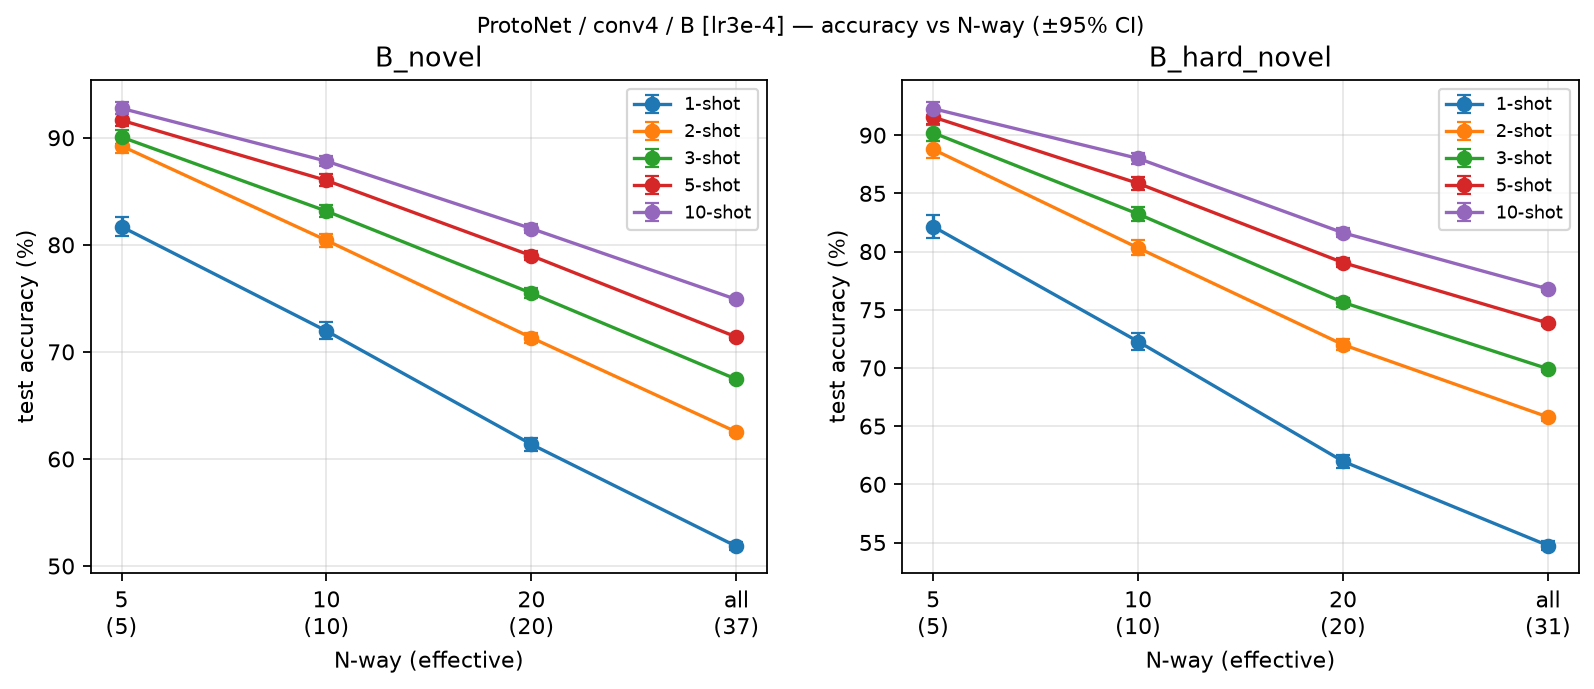 ProtoNet / conv4 / B [lr3e-4] — accuracy vs N-way (±95% CI)
B_novel
test accuracy (%)
90
80
70
60
50
1-shot
2-shot
3-shot
5-shot
10-shot
5
(5)
10
(10)
20
(20)
all
(37)
N-way (effective)
B_hard_novel
test accuracy (%)
90
85
80
75
70
65
60
55
1-shot
2-shot
3-shot
5-shot
10-shot
5
(5)
10
(10)
20
(20)
all
(31)
N-way (effective)